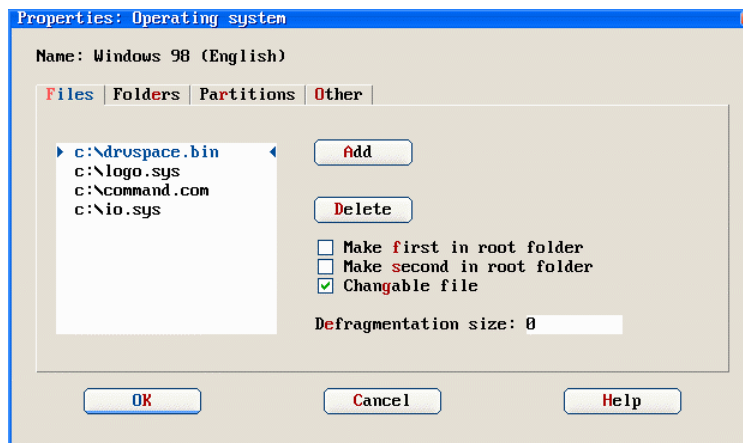 Properties: Operating system
Name: Windows 98 (English)
Files Folders Partitions Other
c:\drvspace.bin
c:\logo.sys
c:\command.com
c:\io.sys
Add
Delete
Make first in root folder
Make second in root folder
Changable file
Defragmentation size: 0
OK Cancel Help